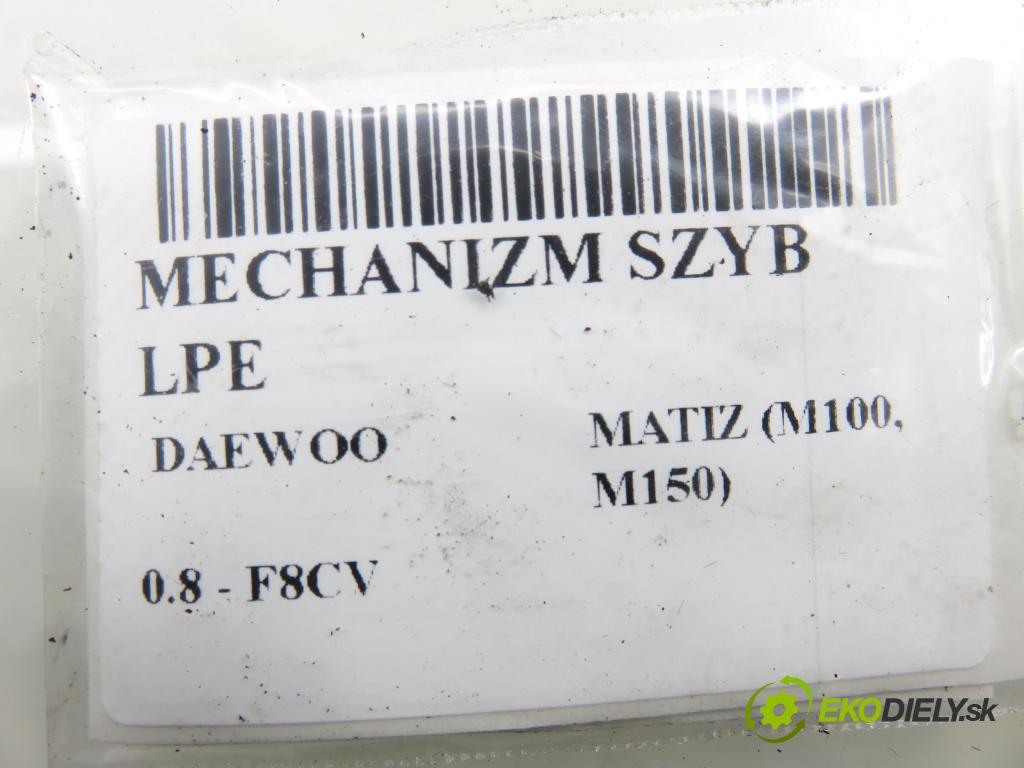 MECHANIZM SZYB
LPE
DAEWOO
MATIZ (M100,
M150)
0.8 - F8CV
EKODIELY.sk